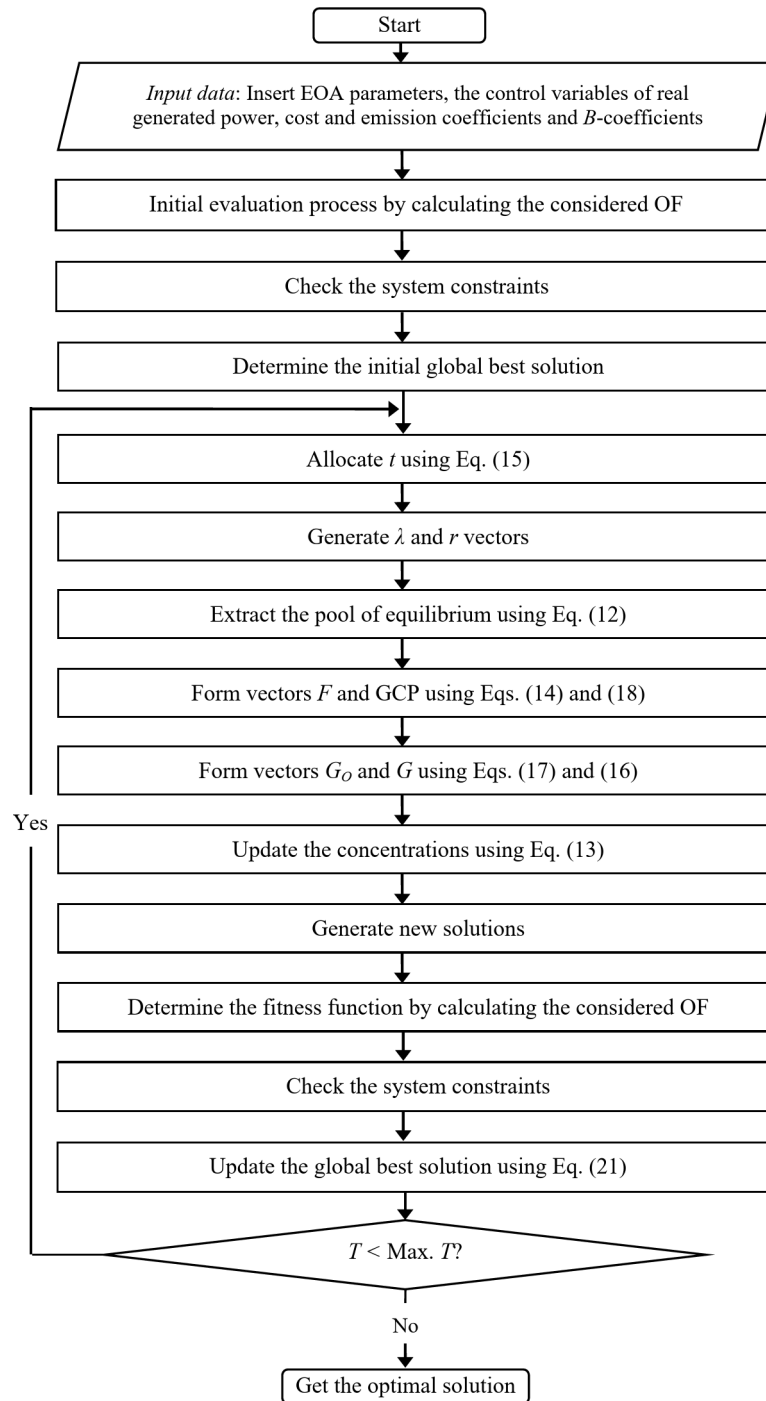 Start
Input data: Insert EOA parameters, the control variables of real
generated power, cost and emission coefficients and B-coefficients
Initial evaluation process by calculating the considered OF
Check the system constraints
Determine the initial global best solution
Allocate t using Eq. (15)
Generate λ and r vectors
Extract the pool of equilibrium using Eq. (12)
Form vectors F and GCP using Eqs. (14) and (18)
Form vectors G_O and G using Eqs. (17) and (16)
Yes
Update the concentrations using Eq. (13)
Generate new solutions
Determine the fitness function by calculating the considered OF
Check the system constraints
Update the global best solution using Eq. (21)
T < Max. T?
No
Get the optimal solution